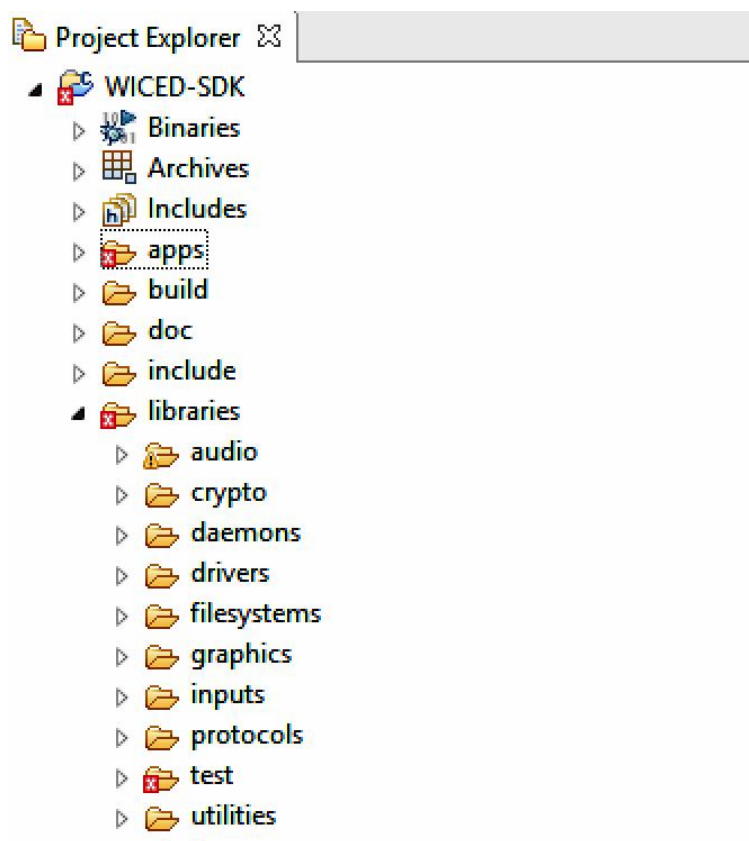 Project Explorer
WICED-SDK
Binaries
Archives
Includes
apps
build
doc
include
libraries
audio
crypto
daemons
drivers
filesystems
graphics
inputs
protocols
test
utilities